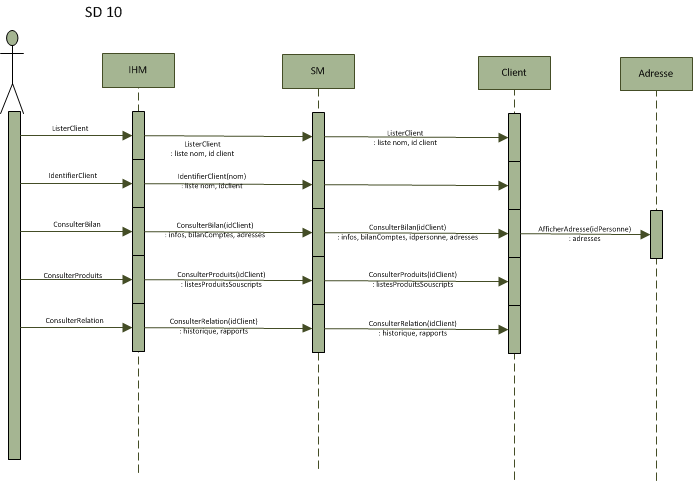 SD 10
IHM
SM
Client
Adresse
ListerClient
ListerClient
: liste nom, id client
ListerClient
: liste nom, id client
IdentifierClient
IdentifierClient(nom)
: liste nom, idclient
ConsulterBilan
ConsulterBilan(idClient)
: infos, bilanComptes, adresses
ConsulterBilan(idClient)
: infos, bilanComptes, idpersonne, adresses
AfficherAdresse(idPersonne)
: adresses
ConsulterProduits
ConsulterProduits(idClient)
: listesProduitsSouscripts
ConsulterProduits(idClient)
: listesProduitsSouscripts
ConsulterRelation
ConsulterRelation(idClient)
: historique, rapports
ConsulterRelation(idClient)
: historique, rapports